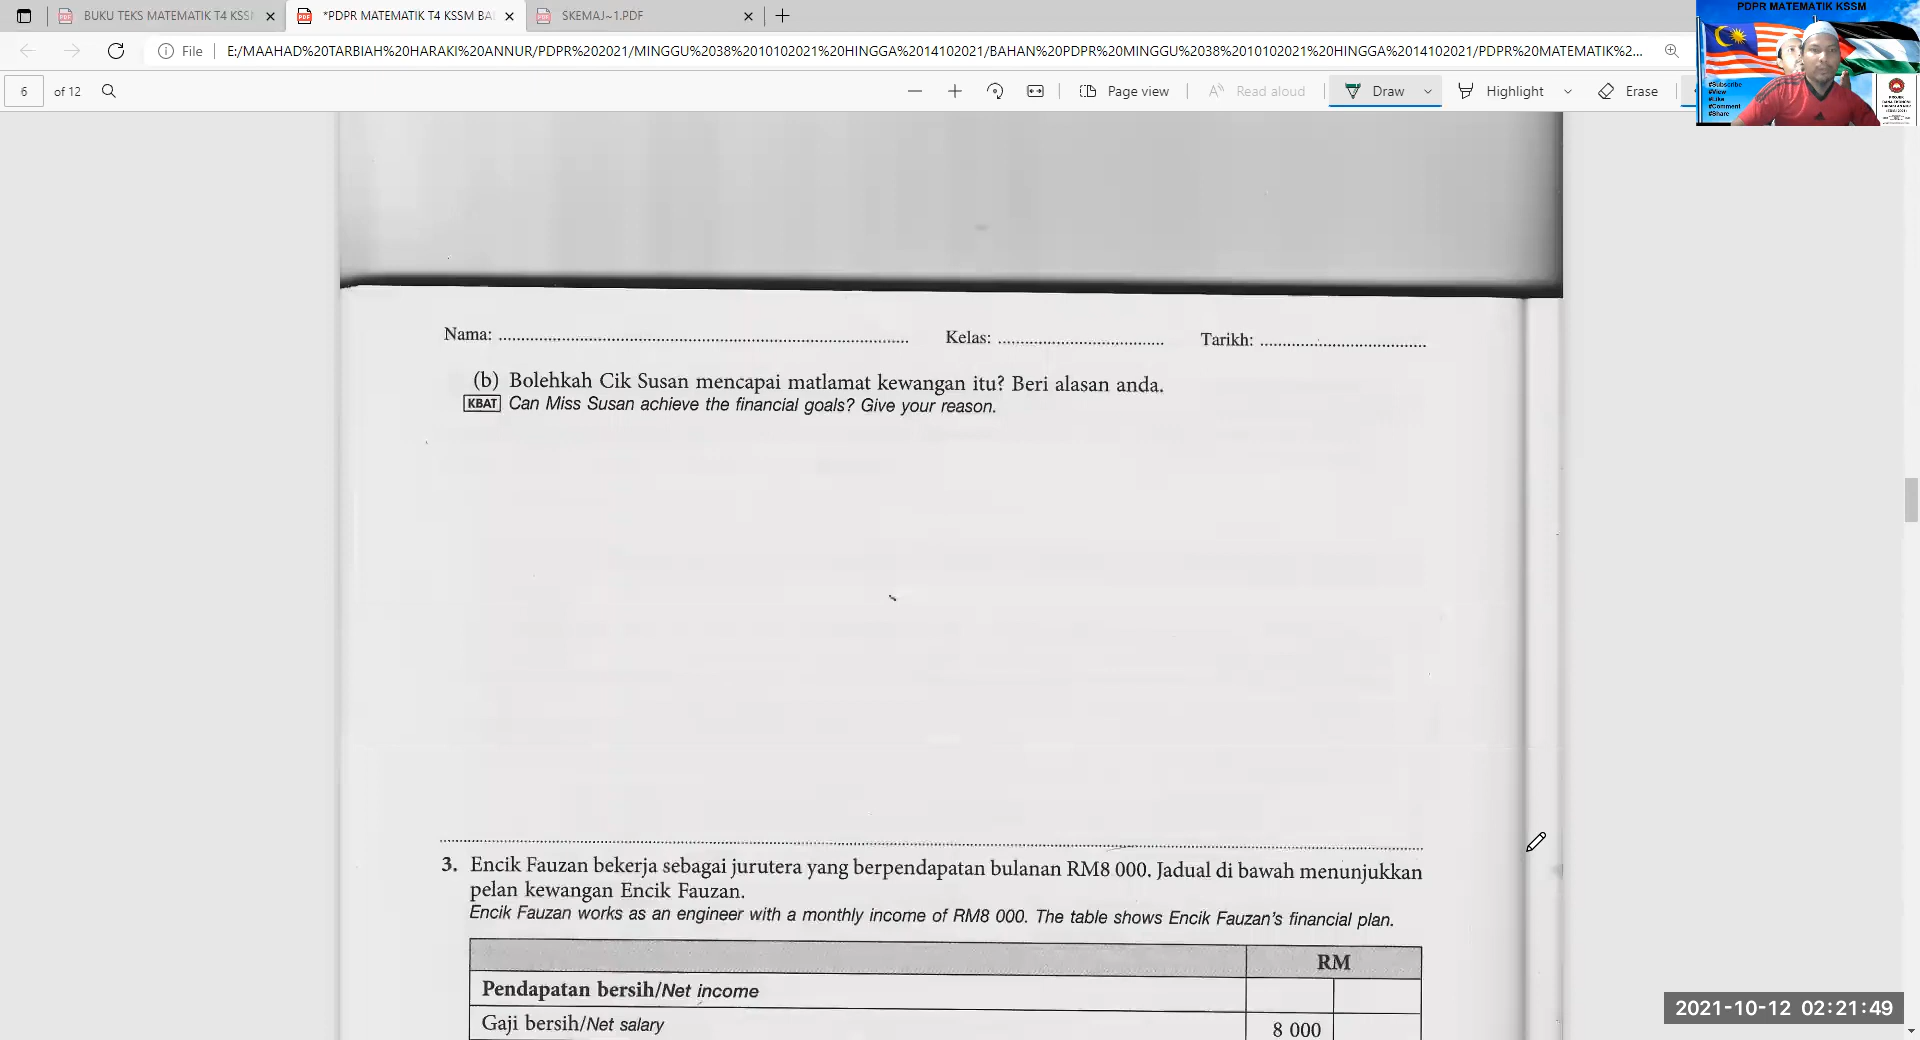 BUKU TEKS MATEMATIK T4 KSSM
*PDPR MATEMATIK T4 KSSM BA
SKEMAJ~1.PDF
File
E:/MAAHAD%20TARBIAH%20HARAKI%20ANNUR/PDPR%202021/MINGGU%2038%2010102021%20HINGGA%2014102021/BAHAN%20PDPR%20MINGGU%2038%2010102021%20HINGGA%2014102021/PDPR%20MATEMATIK%2...
6 of 12
Page view
Read aloud
Draw
Highlight
Erase
PDPR MATEMATIK KSSM
#Subscribe
#View
#Like
#Comment
#Share
Nama: Kelas: Tarikh:
(b) Bolehkah Cik Susan mencapai matlamat kewangan itu? Beri alasan anda.
KBAT Can Miss Susan achieve the financial goals? Give your reason.
3. Encik Fauzan bekerja sebagai jurutera yang berpendapatan bulanan RM8 000. Jadual di bawah menunjukkan
pelan kewangan Encik Fauzan.
Encik Fauzan works as an engineer with a monthly income of RM8 000. The table shows Encik Fauzan's financial plan.
RM
Pendapatan bersih/Net income
Gaji bersih/Net salary 8 000
2021-10-12 02:21:49